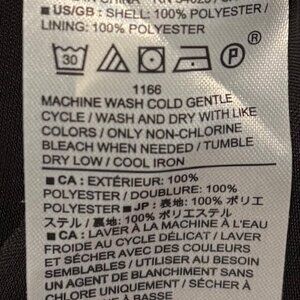 ■ US/GB : SHELL: 100% POLYESTER /
LINING: 100% POLYESTER
30 P ®
1166
MACHINE WASH COLD GENTLE
CYCLE / WASH AND DRY WITH LIKE
COLORS / ONLY NON-CHLORINE
BLEACH WHEN NEEDED / TUMBLE
DRY LOW / COOL IRON
■ CA : EXTÉRIEUR: 100%
POLYESTER / DOUBLURE: 100%
POLYESTER ■ JP : 表地: 100% ポリエ
ステル / 裏地: 100% ポリエステル
■ CA : LAVER À LA MACHINE À L'EAU
FROIDE AU CYCLE DÉLICAT / LAVER
ET SÉCHER AVEC DES COULEURS
SEMBLABLES / UTILISER AU BESOIN
UN AGENT DE BLANCHIMENT SANS
CHLORE UNIQUEMENT / SÉCHER À